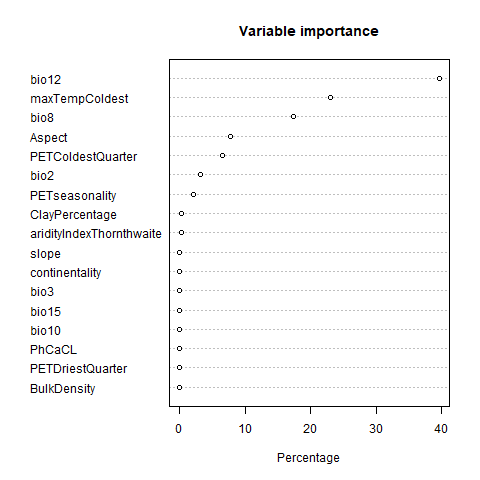 Variable importance
bio12
maxTempColdest
bio8
Aspect
PETColdestQuarter
bio2
PETseasonality
ClayPercentage
aridityIndexThornthwaite
slope
continentality
bio3
bio15
bio10
PhCaCL
PETDriestQuarter
BulkDensity
0 10 20 30 40
Percentage